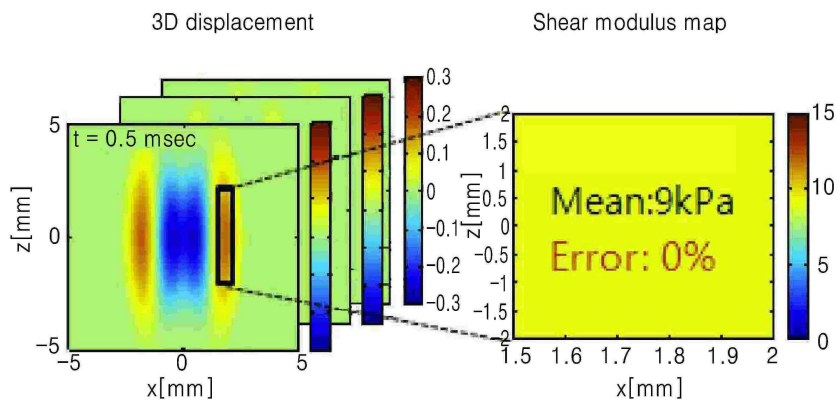 3D displacement
Shear modulus map
t = 0.5 msec
5
0
-5
z[mm]
-5 0 5
x[mm]
0.3
0.2
0.1
0
-0.1
-0.2
-0.3
2
1.5
1
0.5
0
-0.5
-1
-1.5
2
z[mm]
Mean:9kPa
Error: 0%
1.5 1.6 1.7 1.8 1.9 2
x[mm]
15
10
5
0